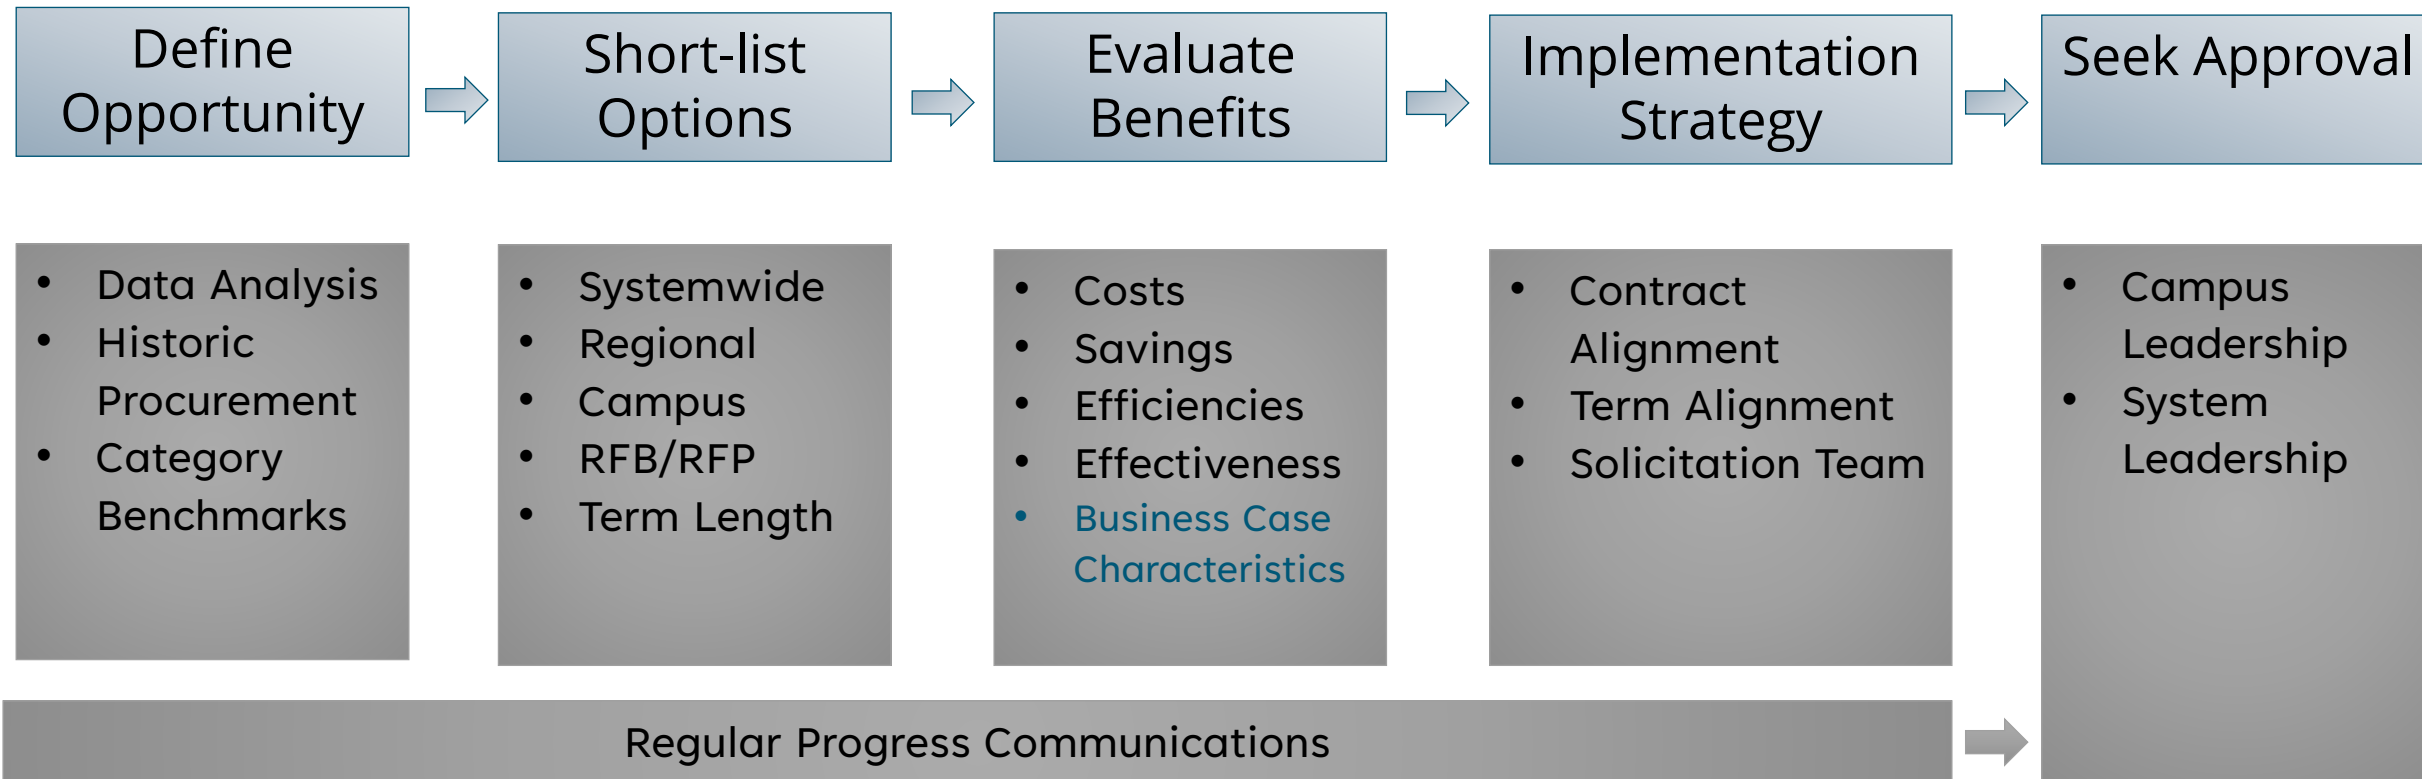 Define
Opportunity
Short-list
Options
Evaluate
Benefits
Implementation
Strategy
Seek Approval
• Data Analysis
• Historic
Procurement
• Category
Benchmarks
• Systemwide
• Regional
• Campus
• RFB/RFP
• Term Length
• Costs
• Savings
• Efficiencies
• Effectiveness
• Business Case
Characteristics
• Contract
Alignment
• Term Alignment
• Solicitation Team
• Campus
Leadership
• System
Leadership
Regular Progress Communications